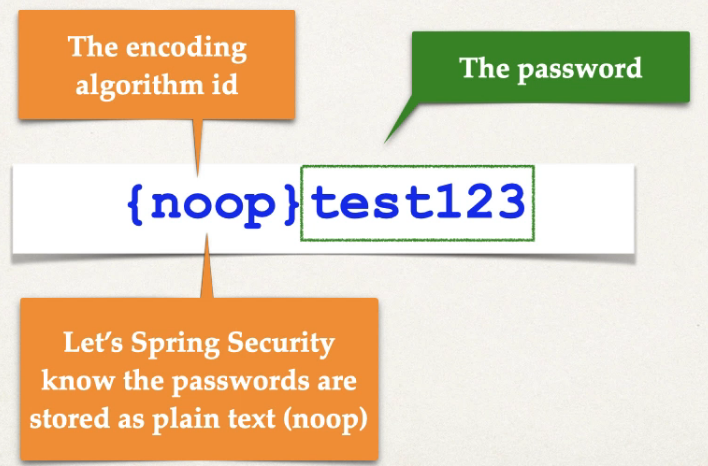 The encoding
algorithm id
The password
{noop}test123
Let's Spring Security
know the passwords are
stored as plain text (noop)